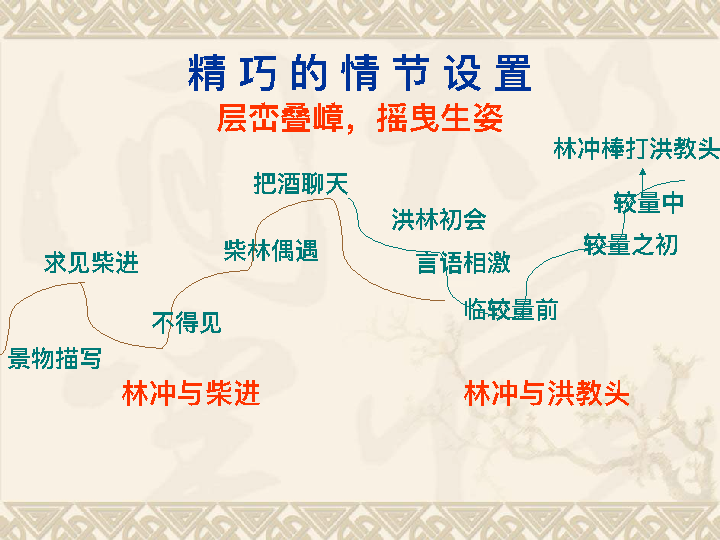 精巧的情节设置
层峦叠嶂，摇曳生姿
林冲棒打洪教头
把酒聊天
较量中
洪林初会
柴林偶遇
较量之初
求见柴进
言语相激
不得见
临较量前
景物描写
林冲与柴进
林冲与洪教头